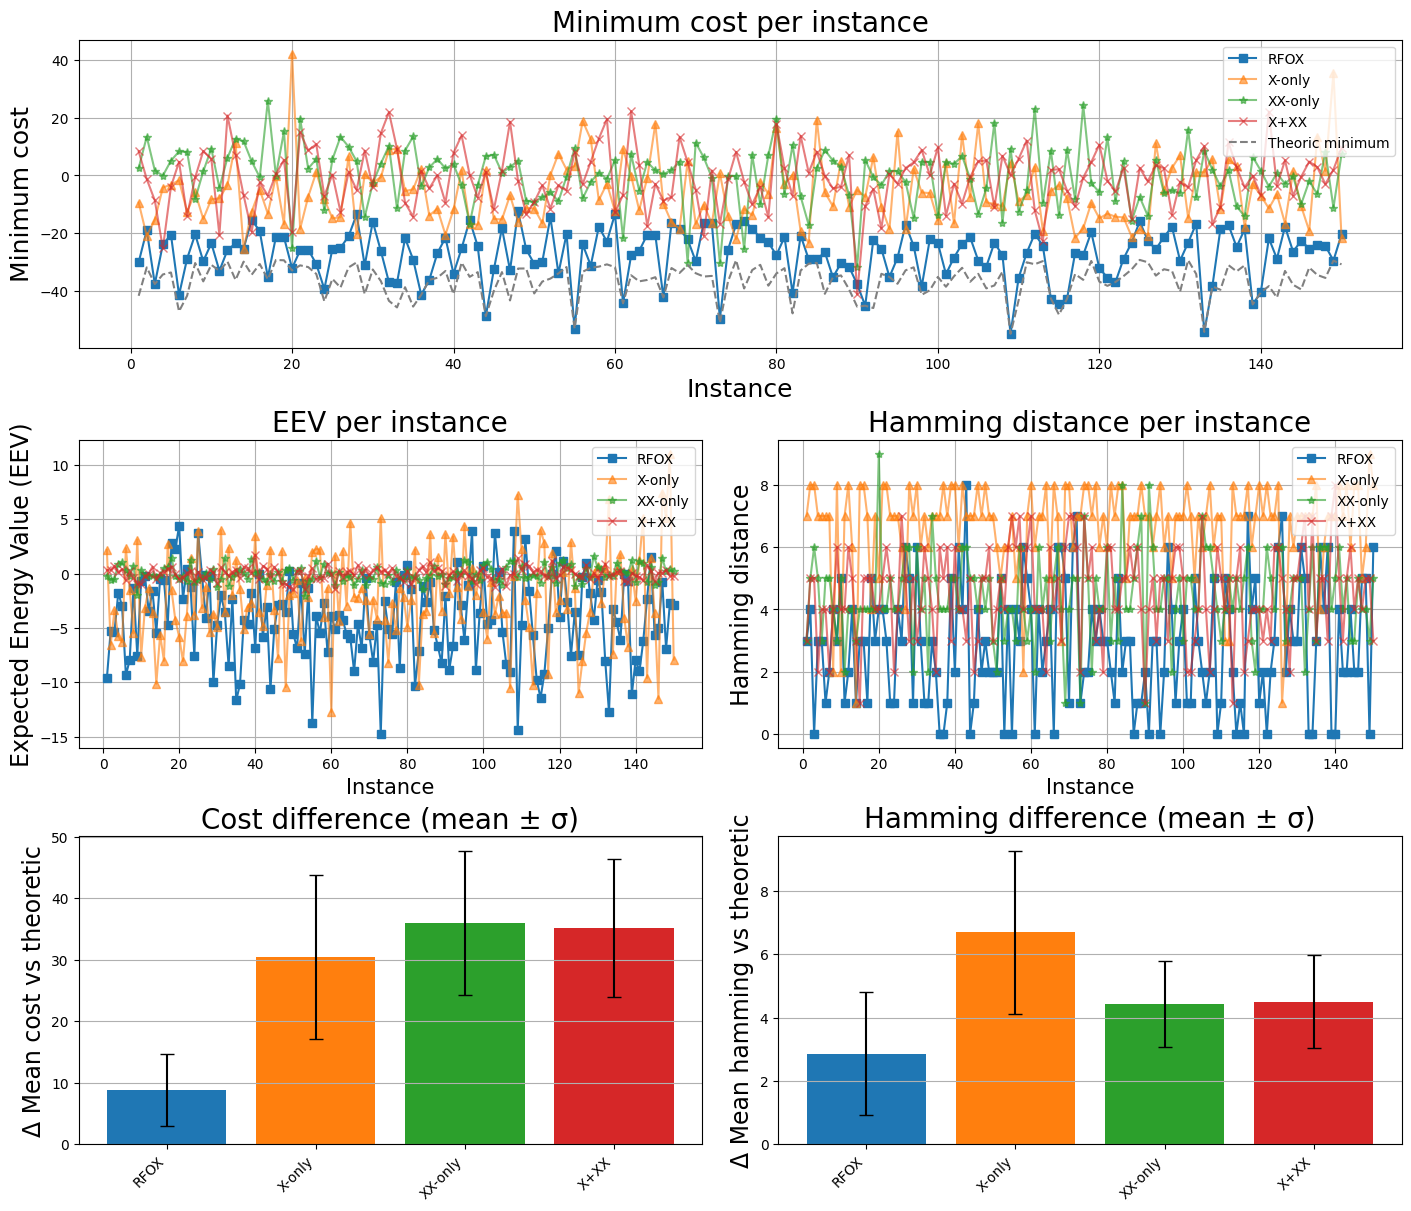 Minimum cost per instance
Minimum cost
40
20
0
−20
−40
RFOX
X-only
XX-only
X+XX
Theoric minimum
0
20
40
60
80
100
120
140
Instance
EEV per instance
Expected Energy Value (EEV)
10
5
0
−5
−10
−15
RFOX
X-only
XX-only
X+XX
0
20
40
60
80
100
120
140
Instance
Hamming distance per instance
Hamming distance
8
6
4
2
0
RFOX
X-only
XX-only
X+XX
0
20
40
60
80
100
120
140
Instance
Cost difference (mean ± σ)
Δ Mean cost vs theoretic
50
40
30
20
10
0
RFOX
X-only
XX-only
X+XX
Hamming difference (mean ± σ)
Δ Mean hamming vs theoretic
8
6
4
2
0
RFOX
X-only
XX-only
X+XX